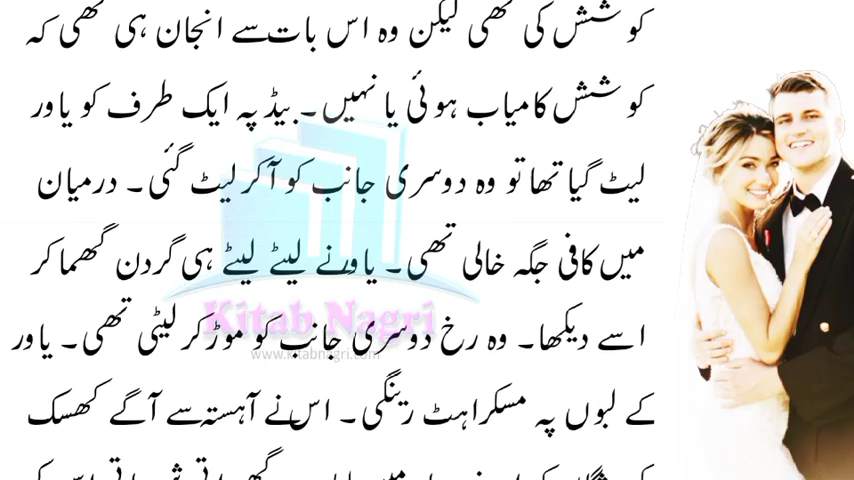 کوشش کی تھی لیکن وہ اس بات سے انجان ہی تھی کہ
کوشش کامیاب ہوئی یا نہیں۔ بیڈ پہ ایک طرف کو یاور
لیٹ گیا تھا تو وہ دوسری جانب کو آکر لیٹ گئی۔ درمیان
میں کافی جگہ خالی تھی۔ یاور نے لیٹے لیٹے ہی گردن گھما کر
اسے دیکھا۔ وہ رخ دوسری جانب کو موڑ کر لیٹی تھی۔ یاور
کے لبوں پہ مسکراہٹ رینگی۔ اس نے آہستہ سے آگے کھسک
Kitab Nagri
www.kitabnagri.com